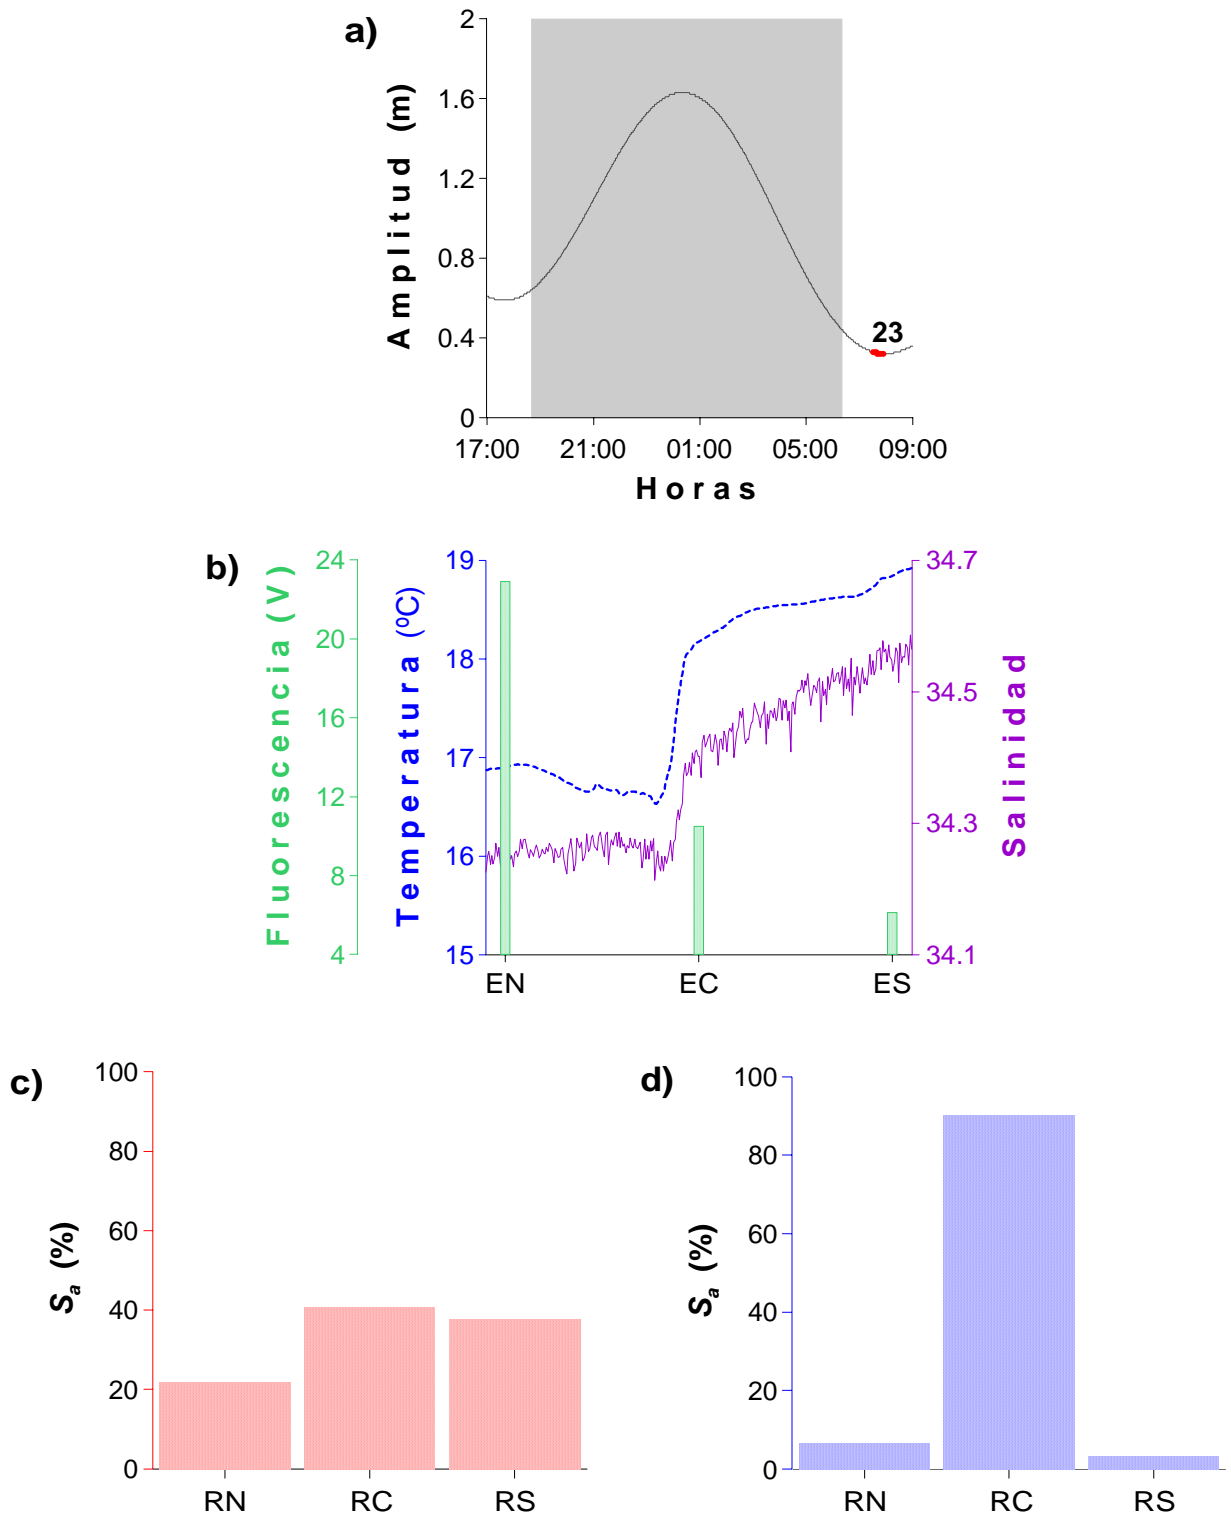 a)
Amplitud (m)
2
1.6
1.2
0.8
0.4
0
23
17:00 21:00 01:00 05:00 09:00
Horas
b)
Fluorescencia (V)
24
20
16
12
8
4
Temperatura (ºC)
19
18
17
16
15
34.7
34.5
34.3
34.1
Salinidad
EN EC ES
c)
Sa (%)
100
80
60
40
20
0
RN RC RS
d)
Sa (%)
100
80
60
40
20
0
RN RC RS